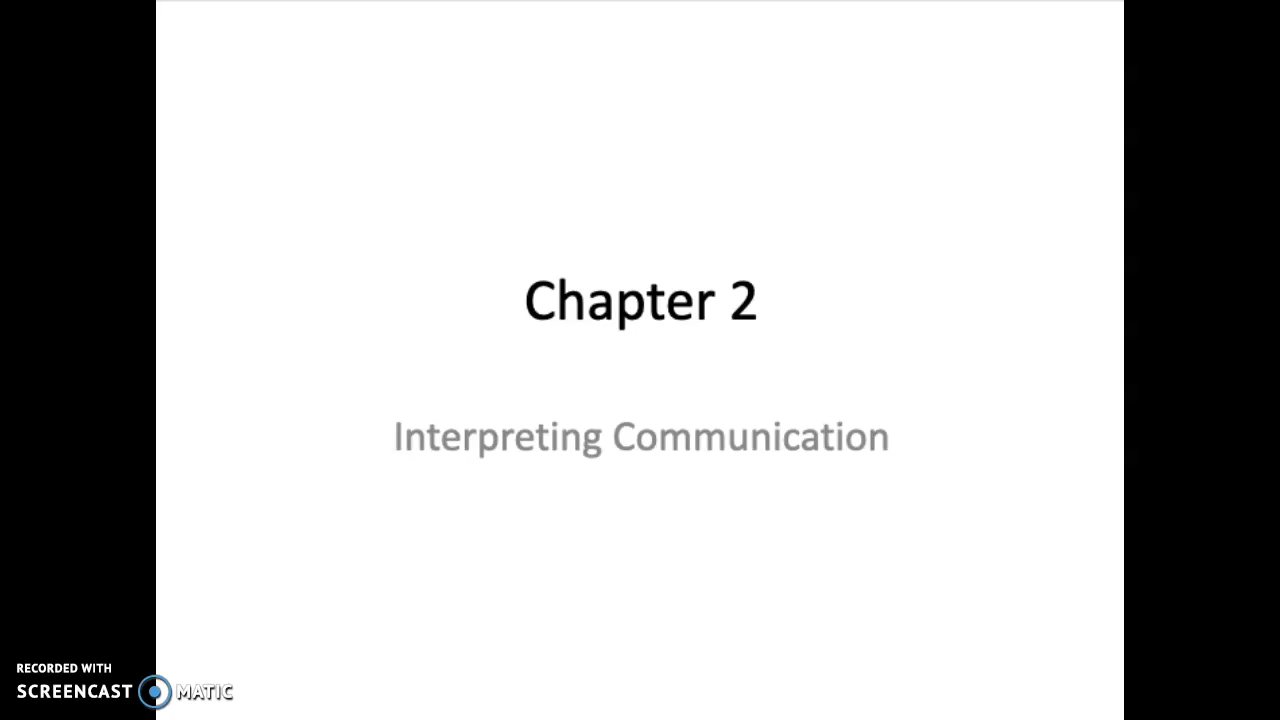 Chapter 2
Interpreting Communication
RECORDED WITH
SCREENCAST MATIC